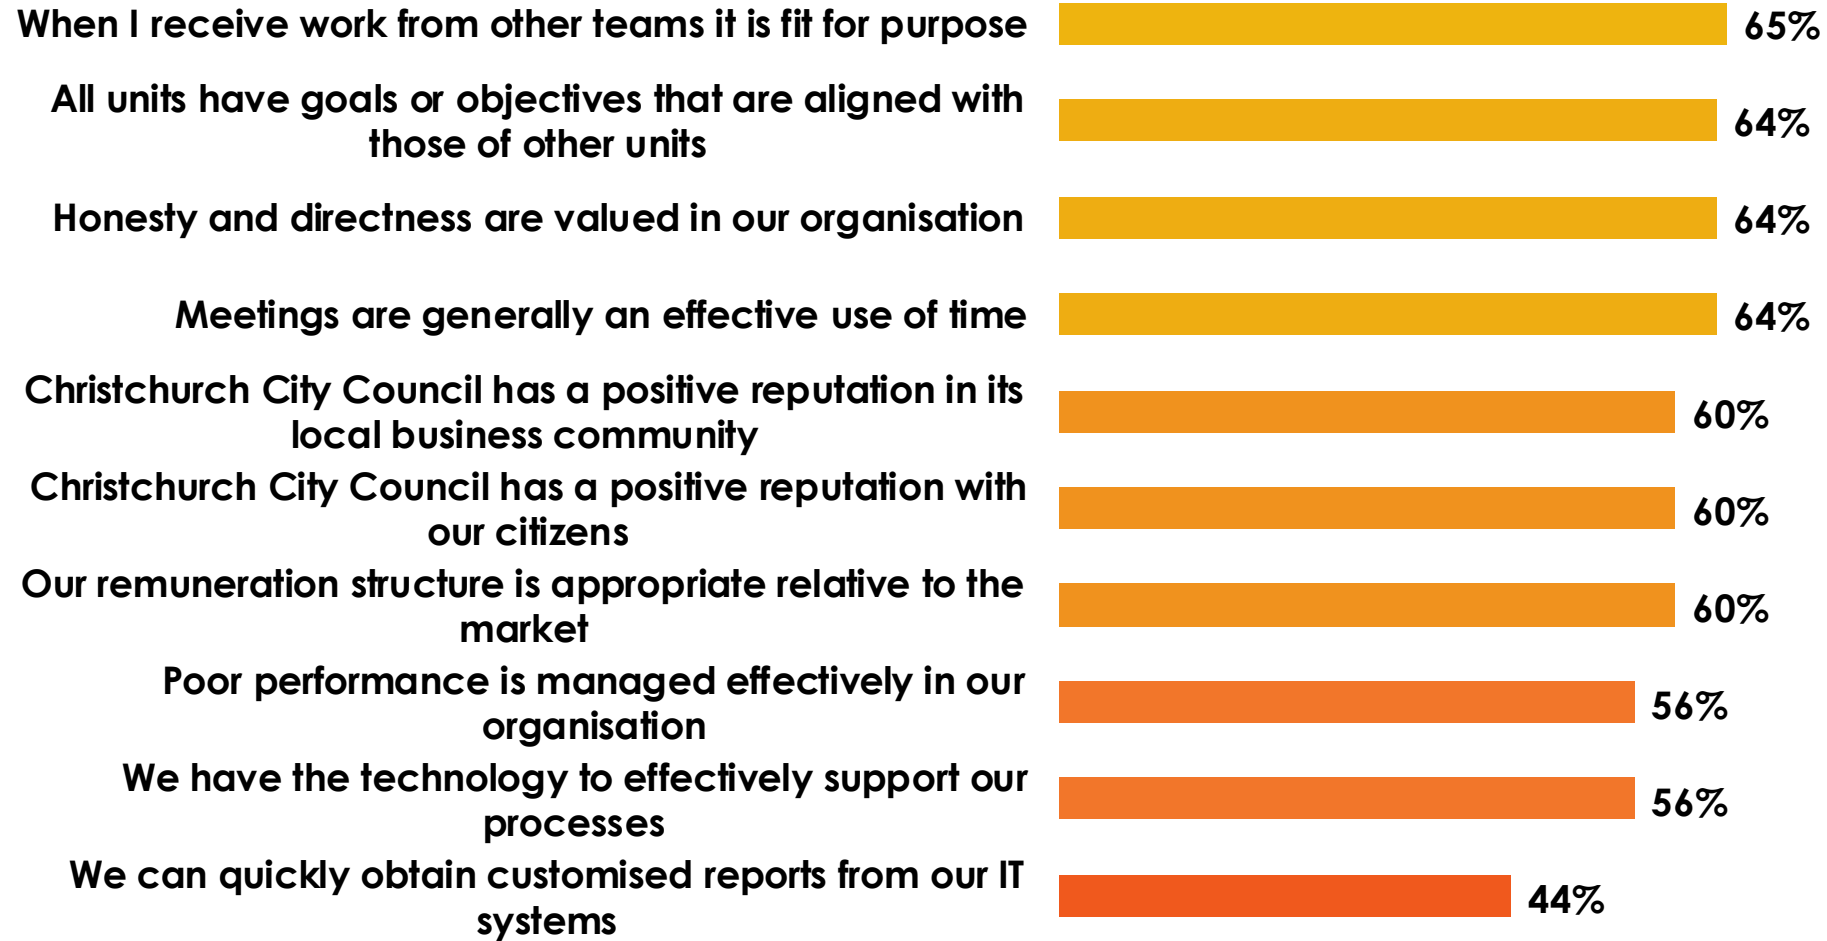 When I receive work from other teams it is fit for purpose
65%
All units have goals or objectives that are aligned with
those of other units
64%
Honesty and directness are valued in our organisation
64%
Meetings are generally an effective use of time
64%
Christchurch City Council has a positive reputation in its
local business community
60%
Christchurch City Council has a positive reputation with
our citizens
60%
Our remuneration structure is appropriate relative to the
market
60%
Poor performance is managed effectively in our
organisation
56%
We have the technology to effectively support our
processes
56%
We can quickly obtain customised reports from our IT
systems
44%